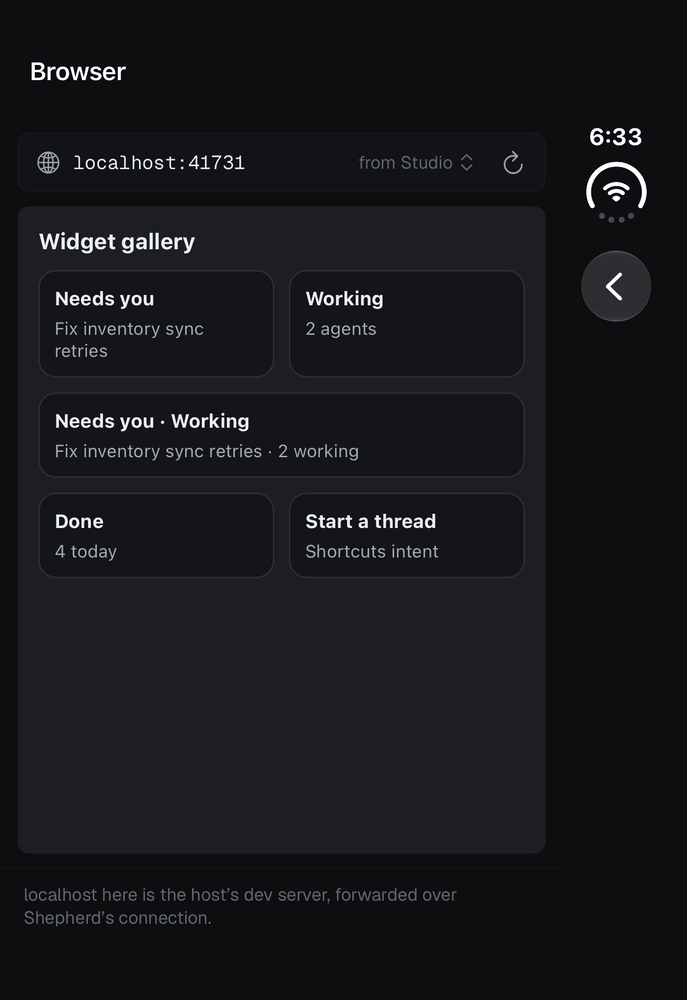 Browser
6:33
localhost:41731
from Studio
Widget gallery
Needs you
Fix inventory sync
retries
Working
2 agents
Needs you · Working
Fix inventory sync retries · 2 working
Done
4 today
Start a thread
Shortcuts intent
localhost here is the host’s dev server, forwarded over
Shepherd’s connection.